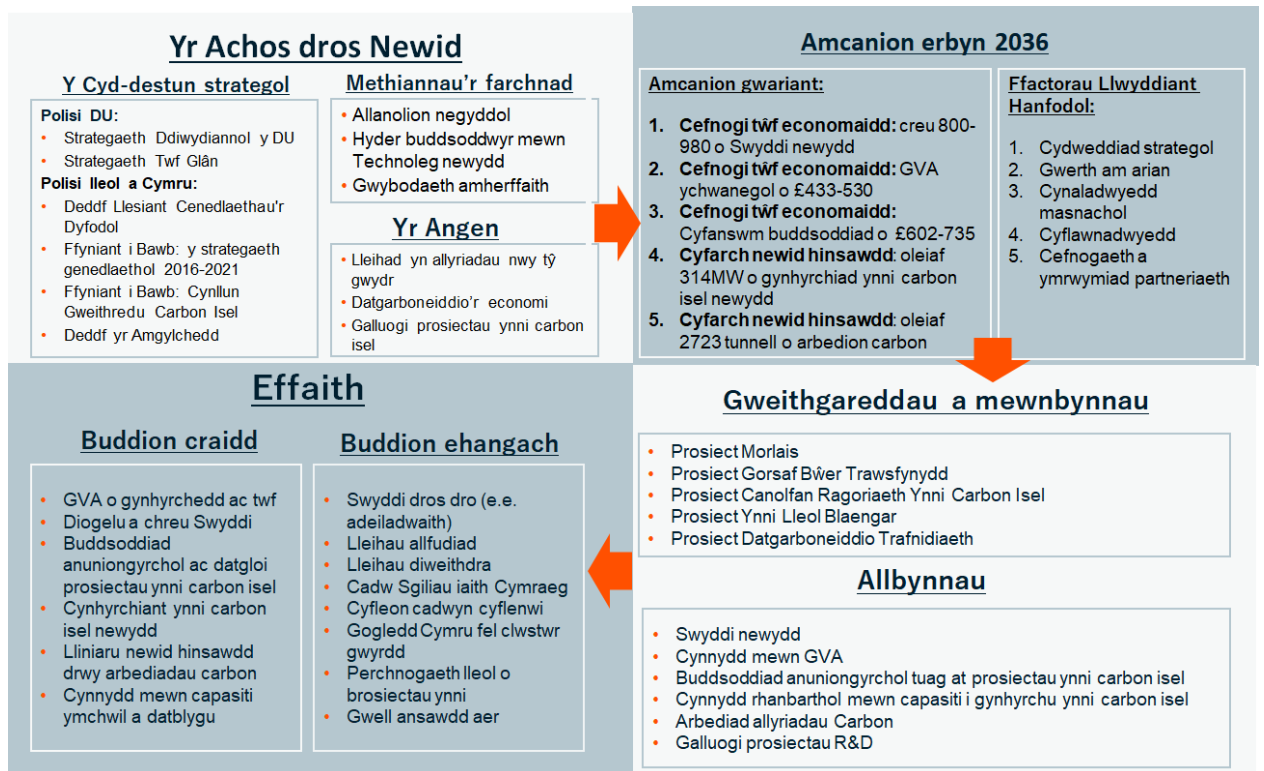 Yr Achos dros Newid
Y Cyd-destun strategol
Polisi DU:
• Strategaeth Ddiwydiannol y DU
• Strategaeth Twf Glân
Polisi lleol a Cymru:
• Deddf Llesiant Cenedlaethau'r
Dyfodol
• Ffyniant i Bawb: y strategaeth
genedlaethol 2016-2021
• Ffyniant i Bawb: Cynllun
Gweithredu Carbon Isel
• Deddf yr Amgylchedd
Methiannau'r farchnad
• Allanolion negyddol
• Hyder buddsoddwyr mewn
Technoleg newydd
• Gwybodaeth amherffaith
Yr Angen
• Lleihad yn allyriadau nwy tŷ
gwydr
• Datgarboneiddio'r economi
• Galluogi prosiectau ynni carbon
isel
Amcanion erbyn 2036
Amcanion gwariant:
1. Cefnogi tŵf economaidd: creu 800-
980 o Swyddi newydd
2. Cefnogi tŵf economaidd: GVA
ychwanegol o £433-530
3. Cefnogi tŵf economaidd:
Cyfanswm buddsoddiad o £602-735
4. Cyfarch newid hinsawdd: oleiaf
314MW o gynhyrchiad ynni carbon
isel newydd
5. Cyfarch newid hinsawdd: oleiaf
2723 tunnell o arbedion carbon
Ffactorau Llwyddiant
Hanfodol:
1. Cydweddiad strategol
2. Gwerth am arian
3. Cynaladwyedd
masnachol
4. Cyflawnadwyedd
5. Cefnogaeth a
ymrwymiad partneriaeth
Gweithgareddau a mewnbynnau
• Prosiect Morlais
• Prosiect Gorsaf Bŵer Trawsfynydd
• Prosiect Canolfan Ragoriaeth Ynni Carbon Isel
• Prosiect Ynni Lleol Blaengar
• Prosiect Datgarboneiddio Trafnidiaeth
Allbynnau
• Swyddi newydd
• Cynnydd mewn GVA
• Buddsoddiad anuniongyrchol tuag at prosiectau ynni carbon isel
• Cynnydd rhanbarthol mewn capasiti i gynhyrchu ynni carbon isel
• Arbediad allyriadau Carbon
• Galluogi prosiectau R&D
Effaith
Buddion craidd
• GVA o gynhyrchedd ac twf
• Diogelu a chreu Swyddi
• Buddsoddiad
anuniongyrchol ac datgloi
prosiectau ynni carbon isel
• Cynhyrchiant ynni carbon
isel newydd
• Lliniaru newid hinsawdd
drwy arbediadau carbon
• Cynnydd mewn capasiti
ymchwil a datblygu
Buddion ehangach
• Swyddi dros dro (e.e.
adeiladwaith)
• Lleihau allfudiad
• Lleihau diweithdra
• Cadw Sgiliau iaith Cymraeg
• Cyfleon cadwyn cyflenwi
• Gogledd Cymru fel clwstwr
gwyrdd
• Perchnogaeth lleol o
brosiectau ynni
• Gwell ansawdd aer